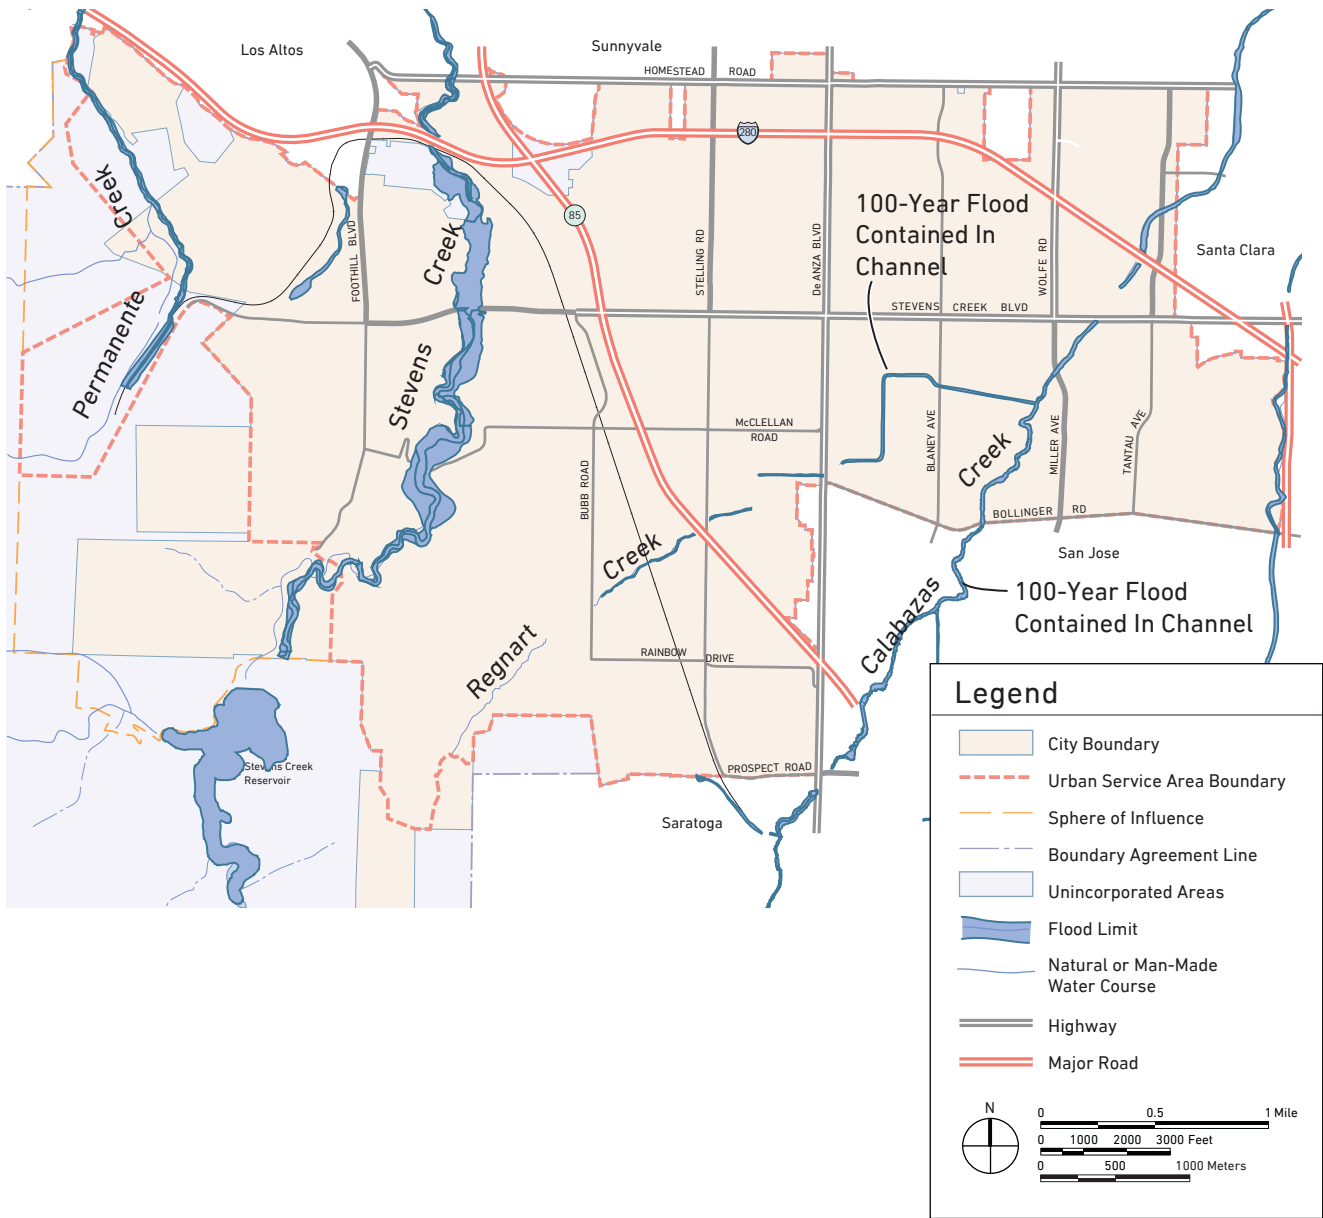 Los Altos
Sunnyvale
HOMESTEAD ROAD
280
85
Creek
Permanente
FOOTHILL BLVD
Creek
Stevens
STELLING RD
De ANZA BLVD
100-Year Flood
Contained In
Channel
WOLFE RD
Santa Clara
STEVENS CREEK BLVD
McCLELLAN
ROAD
BLANEY AVE
MILLER AVE
TANTAU AVE
Creek
BUBB ROAD
BOLLINGER RD
San Jose
Creek
Regnart
Calabazas
100-Year Flood
Contained In Channel
RAINBOW DRIVE
Stevens Creek
Reservoir
PROSPECT ROAD
Saratoga
Legend
City Boundary
Urban Service Area Boundary
Sphere of Influence
Boundary Agreement Line
Unincorporated Areas
Flood Limit
Natural or Man-Made
Water Course
Highway
Major Road
N
0 0.5 1 Mile
0 1000 2000 3000 Feet
0 500 1000 Meters